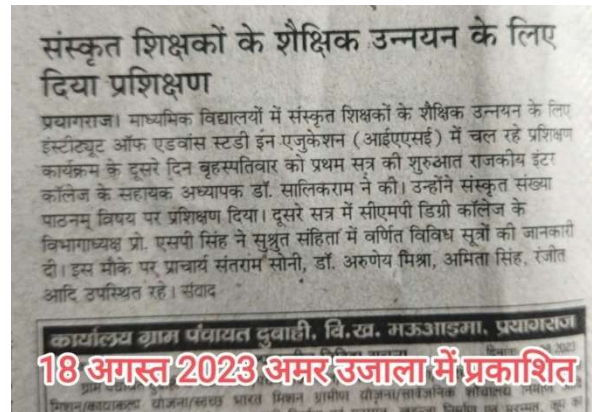 संस्कृत शिक्षकों के शैक्षिक उन्नयन के लिए
दिया प्रशिक्षण
प्रयागराज। माध्यमिक विद्यालयों में संस्कृत शिक्षकों के शैक्षिक उन्नयन के लिए
इंस्टीट्यूट ऑफ एडवांस स्टडी इन एजुकेशन (आईएएसई) में चल रहे प्रशिक्षण
कार्यक्रम के दूसरे दिन बृहस्पतिवार को प्रथम सत्र की शुरुआत राजकीय इंटर
कॉलेज के सहायक अध्यापक डॉ. सालिकराम ने की। उन्होंने संस्कृत संख्या
पाठनम् विषय पर प्रशिक्षण दिया। दूसरे सत्र में सीएमपी डिग्री कॉलेज के
विभागाध्यक्ष प्रो. एसपी सिंह ने सुश्रुत संहिता में वर्णित विविध सूत्रों की जानकारी
दी। इस मौके पर प्राचार्य संतराम सोनी, डॉ. अरुणेय मिश्रा, अमिता सिंह, रंजीत
आदि उपस्थित रहे। संवाद
कार्यालय ग्राम पंचायत दुबाही, वि.ख. मऊआइमा, प्रयागराज
18 अगस्त 2023 अमर उजाला में प्रकाशित